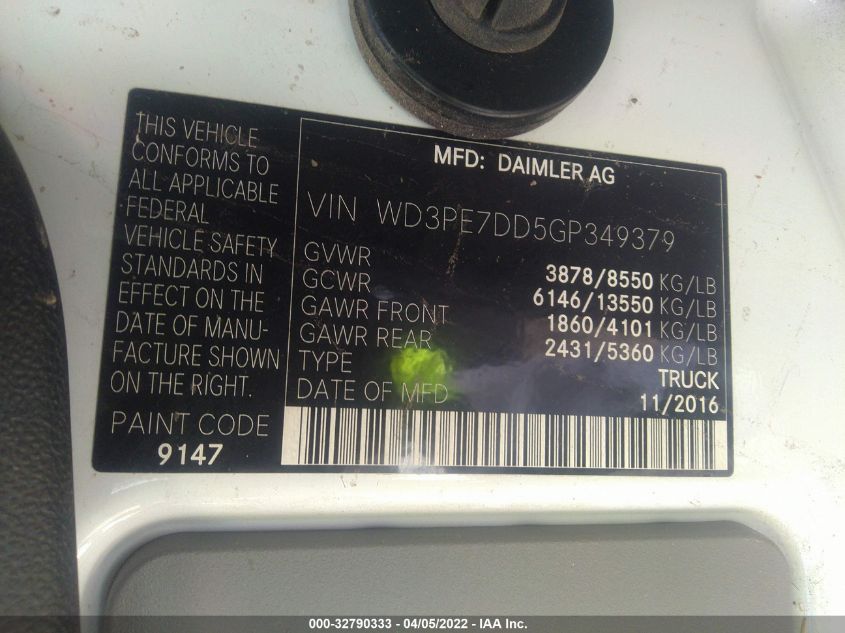 THIS VEHICLE
CONFORMS TO
ALL APPLICABLE
FEDERAL
VEHICLE SAFETY
STANDARDS IN
EFFECT ON THE
DATE OF MANU-
FACTURE SHOWN
ON THE RIGHT.
PAINT CODE
9147
MFD: DAIMLER AG
VIN WD3PE7DD5GP349379
GVWR 3878/8550 KG/LB
GCWR 6146/13550 KG/LB
GAWR FRONT 1860/4101 KG/LB
GAWR REAR 2431/5360 KG/LB
TYPE TRUCK
DATE OF MFD 11/2016
000-32790333 - 04/05/2022 - IAA Inc.